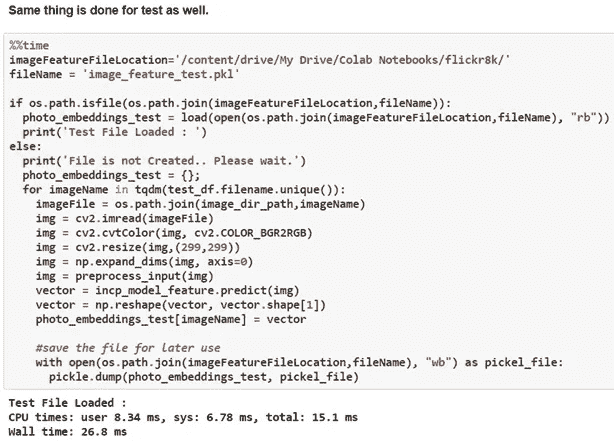 Same thing is done for test as well.
%%time
imageFeatureFileLocation='/content/drive/My Drive/Colab Notebooks/flickr8k/'
fileName = 'image_feature_test.pkl'
if os.path.isfile(os.path.join(imageFeatureFileLocation,fileName)):
  photo_embeddings_test = load(open(os.path.join(imageFeatureFileLocation,fileName), "rb"))
  print('Test File Loaded : ')
else:
  print('File is not Created.. Please wait.')
  photo_embeddings_test = {};
  for imageName in tqdm(test_df.filename.unique()):
    imageFile = os.path.join(image_dir_path,imageName)
    img = cv2.imread(imageFile)
    img = cv2.cvtColor(img, cv2.COLOR_BGR2RGB)
    img = cv2.resize(img,(299,299))
    img = np.expand_dims(img, axis=0)
    img = preprocess_input(img)
    vector = incp_model_feature.predict(img)
    vector = np.reshape(vector, vector.shape[1])
    photo_embeddings_test[imageName] = vector
    #save the file for later use
    with open(os.path.join(imageFeatureFileLocation,fileName), "wb") as pickel_file:
      pickle.dump(photo_embeddings_test, pickel_file)
Test File Loaded :
CPU times: user 8.34 ms, sys: 6.78 ms, total: 15.1 ms
Wall time: 26.8 ms